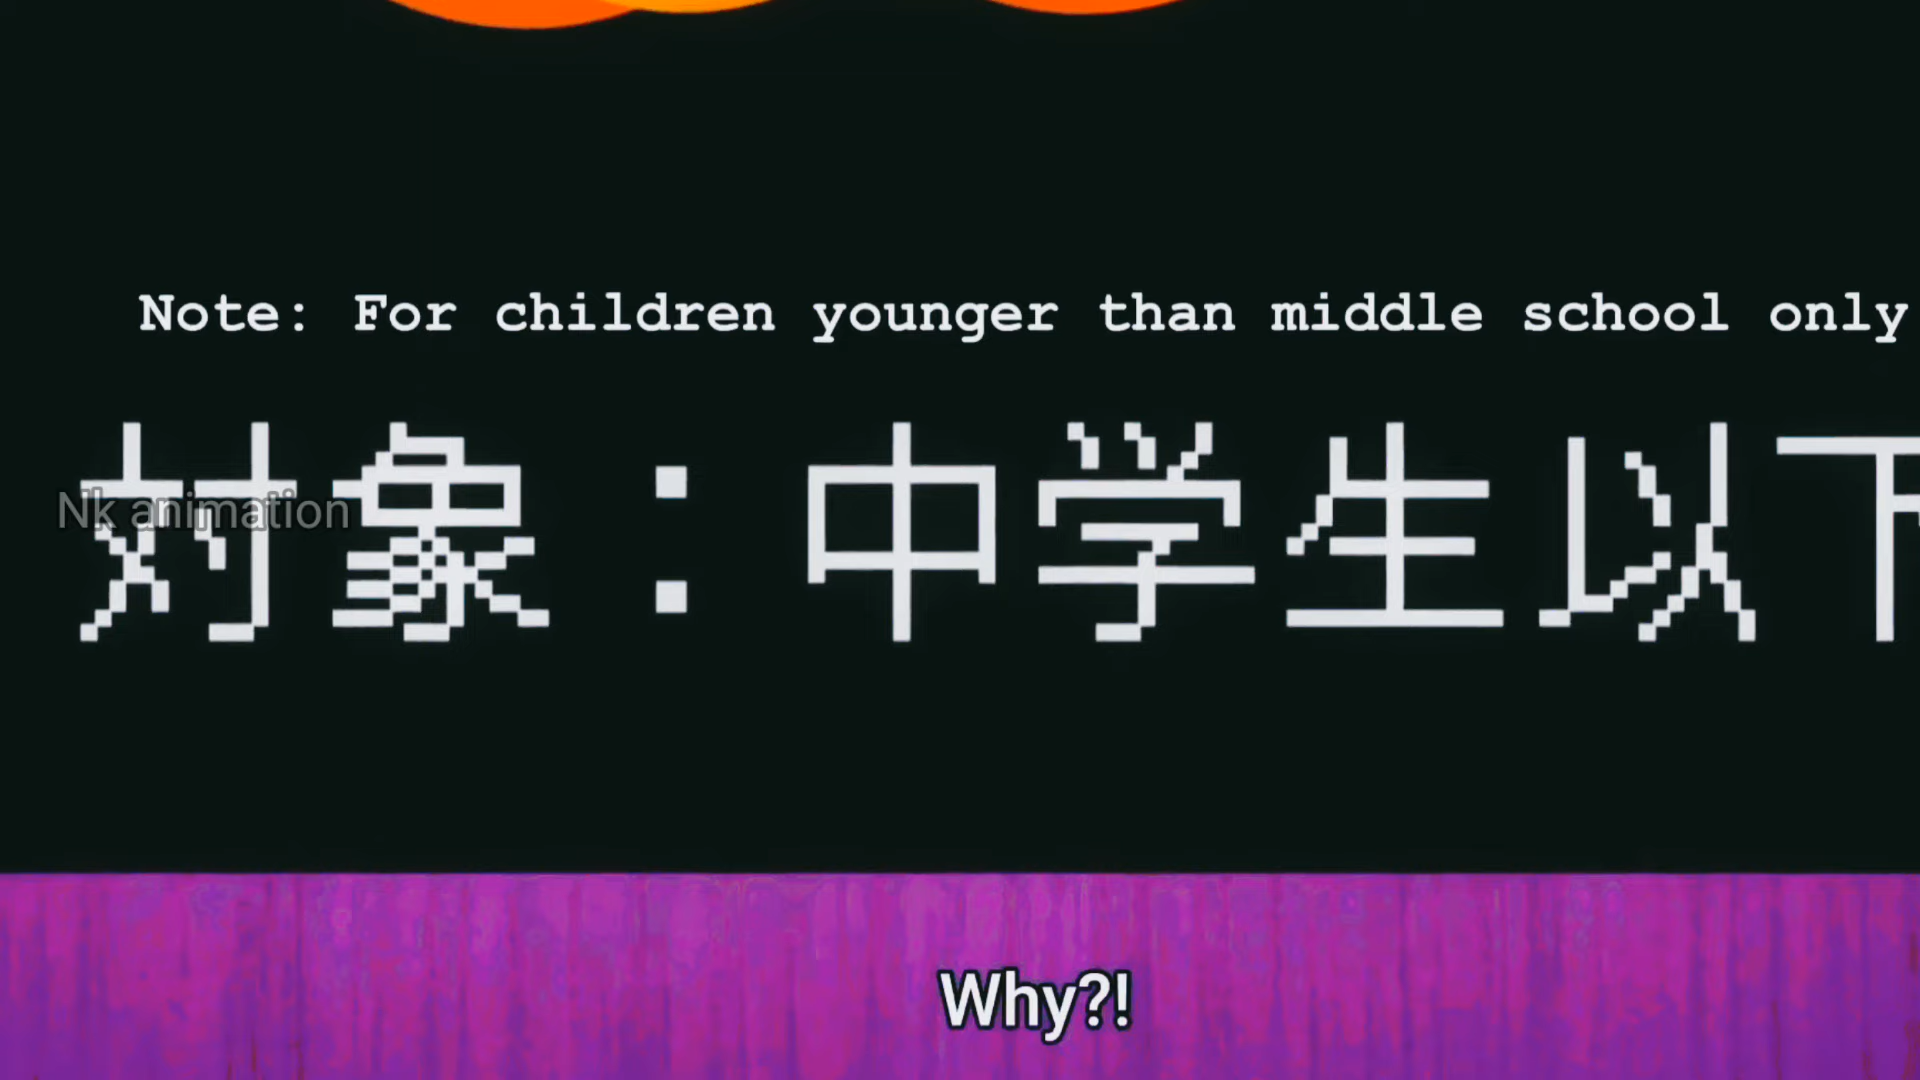 Note: For children younger than middle school only
対象：中学生以下
Nk animation
Why?!